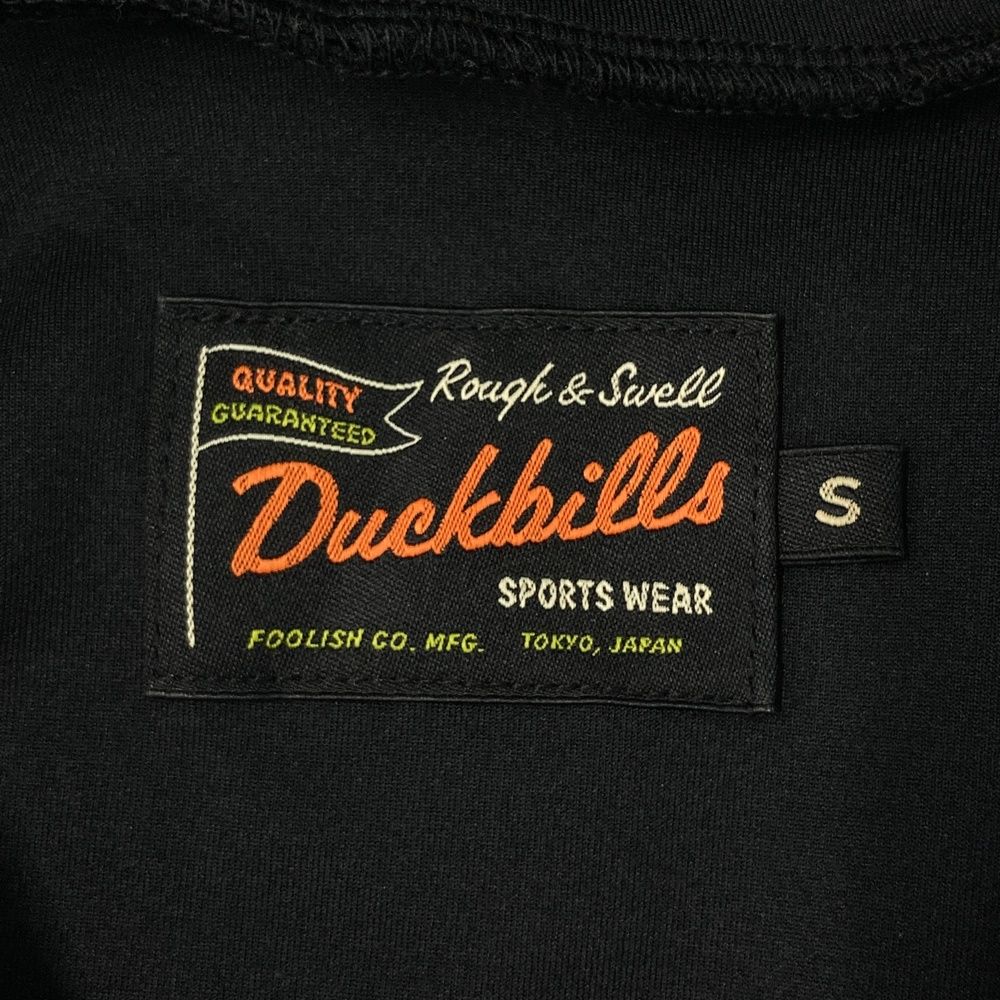 QUALITY
GUARANTEED
Rough & Swell
Duckbills
SPORTS WEAR
FOOLISH CO. MFG. TOKYO, JAPAN
S